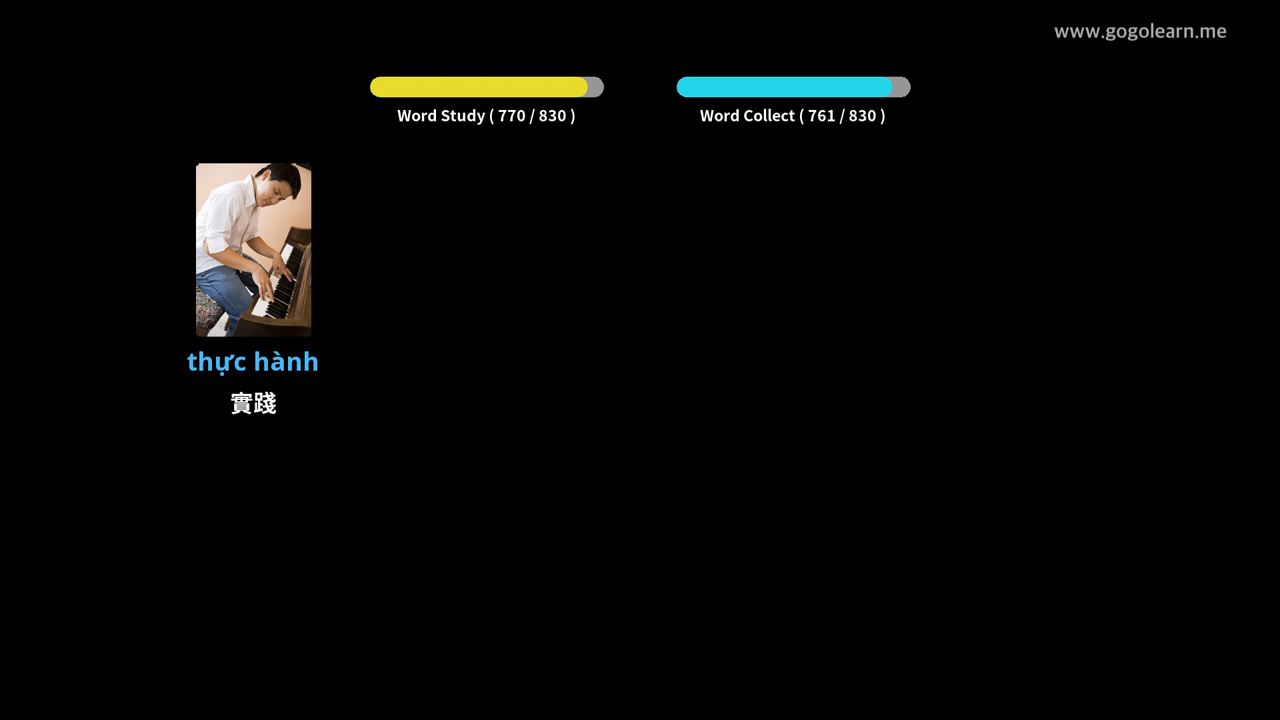 www.gogolearn.me
Word Study ( 770 / 830 )
Word Collect ( 761 / 830 )
thực hành
實踐